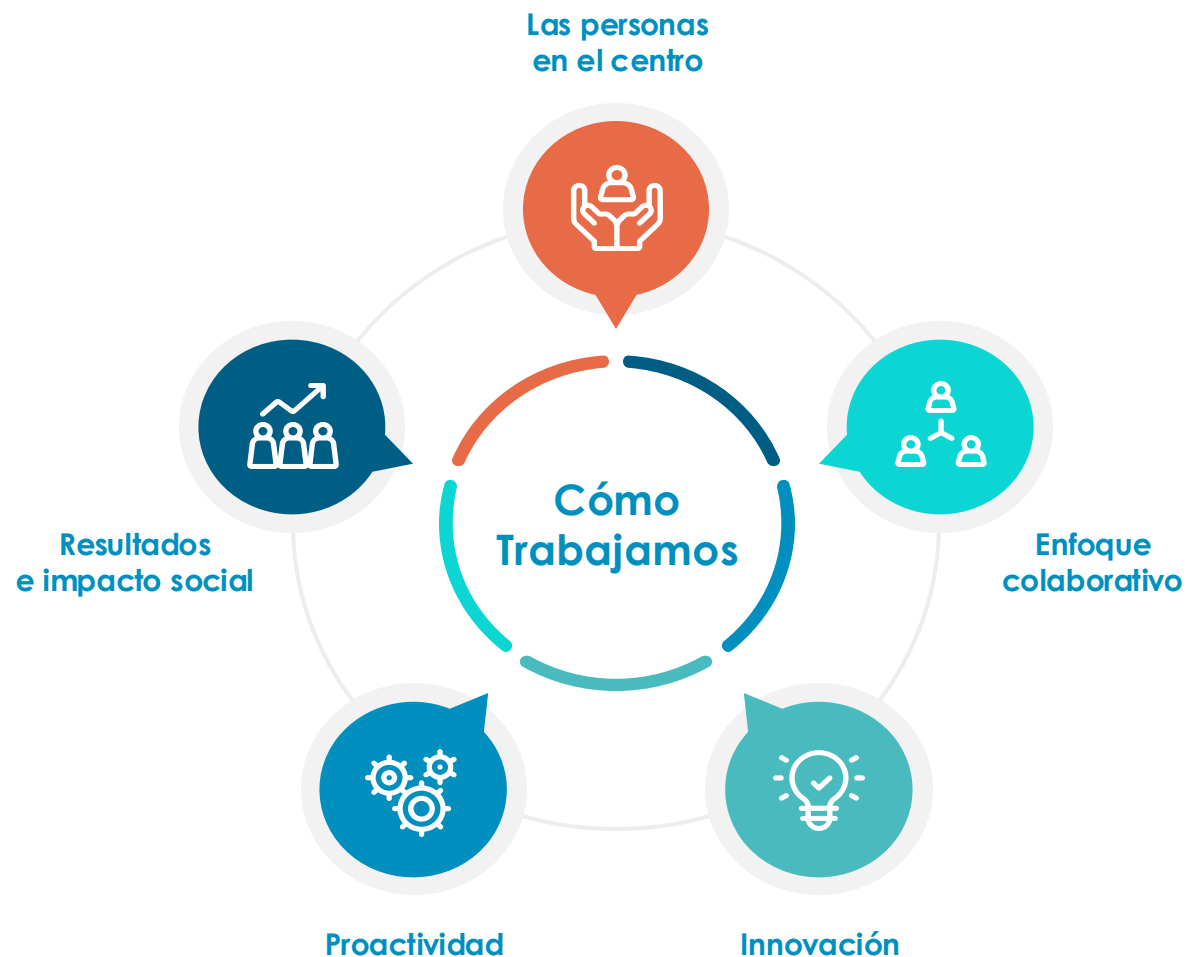 Las personas
en el centro
Cómo
Trabajamos
Resultados
e impacto social
Enfoque
colaborativo
Proactividad
Innovación